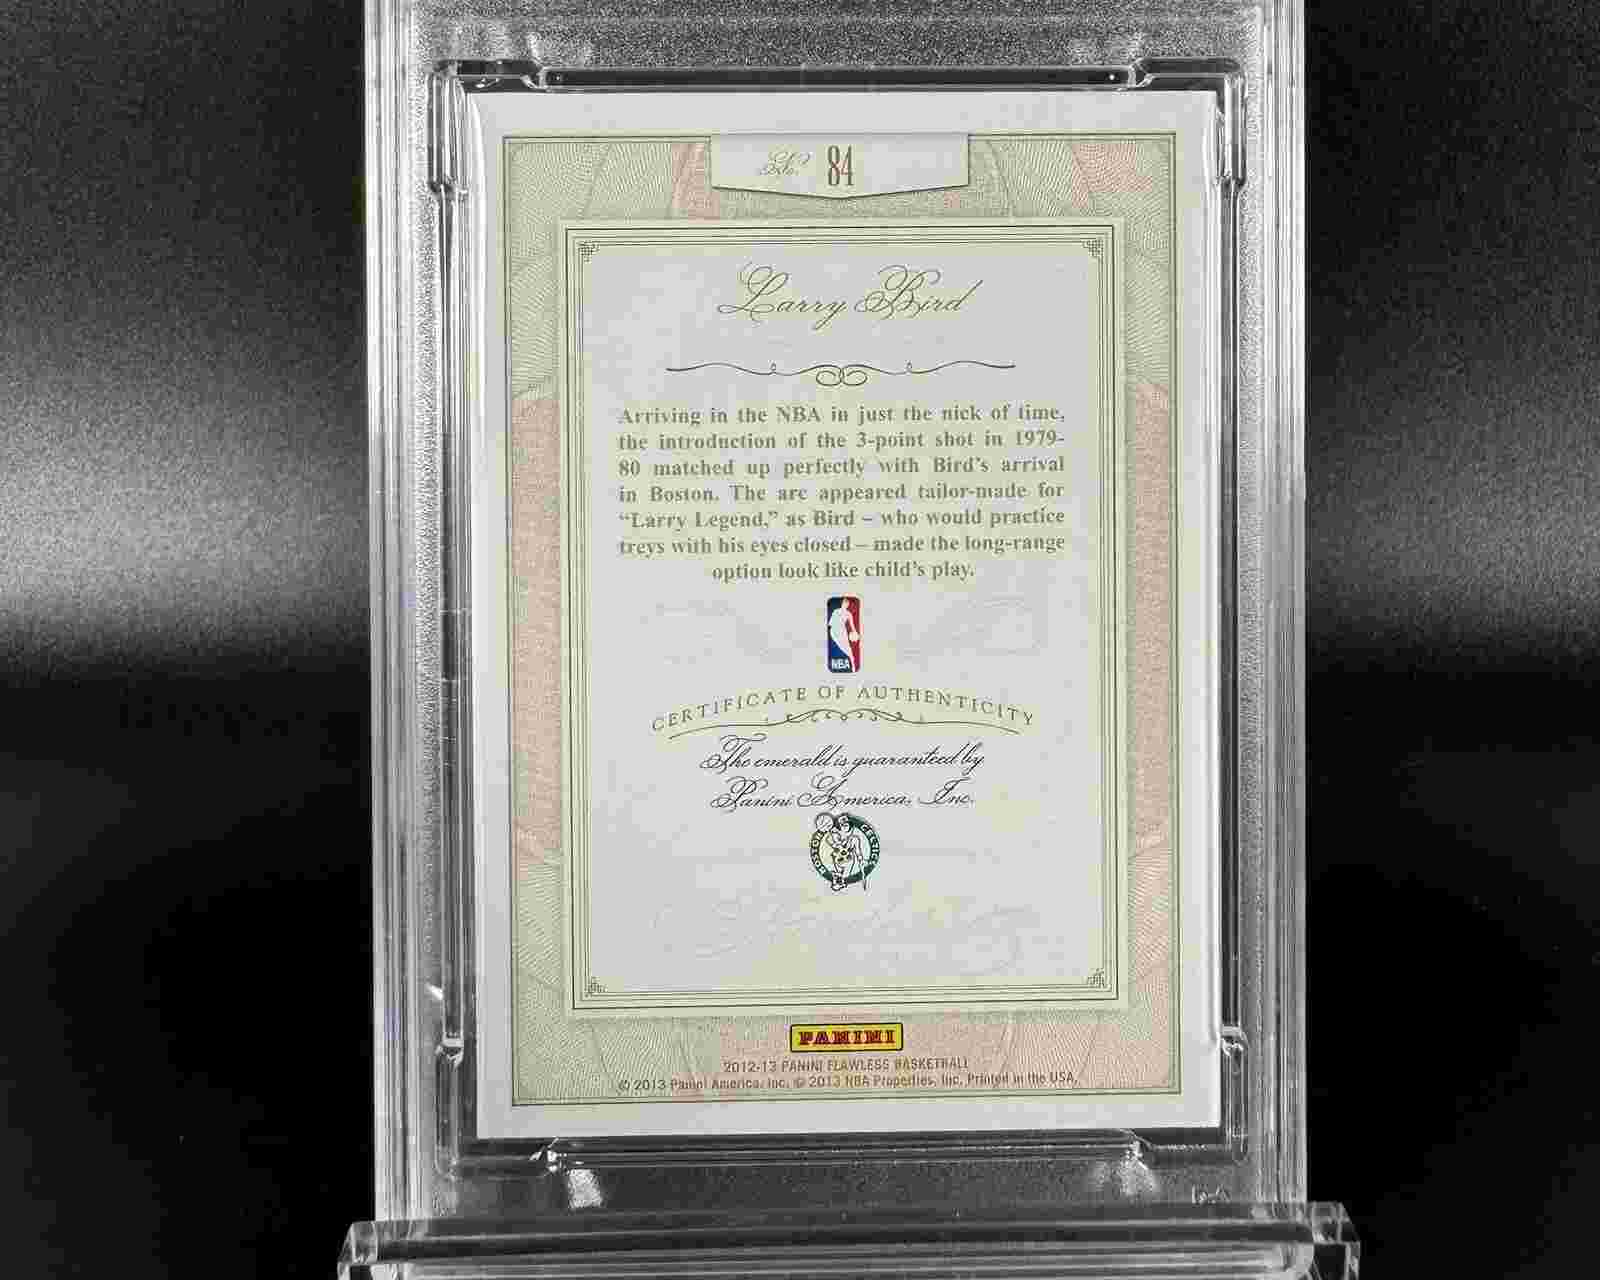 No. 84
Larry Bird
Arriving in the NBA in just the nick of time,
the introduction of the 3-point shot in 1979-
80 matched up perfectly with Bird's arrival
in Boston. The arc appeared tailor-made for
“Larry Legend,” as Bird – who would practice
treys with his eyes closed – made the long-range
option look like child's play.
NBA
CERTIFICATE OF AUTHENTICITY
The emerald is guaranteed by
Panini America, Inc.
BOSTON CELTICS
PANINI
2012-13 PANINI FLAWLESS BASKETBALL
© 2013 Panini America, Inc. © 2013 NBA Properties, Inc. Printed in the USA.